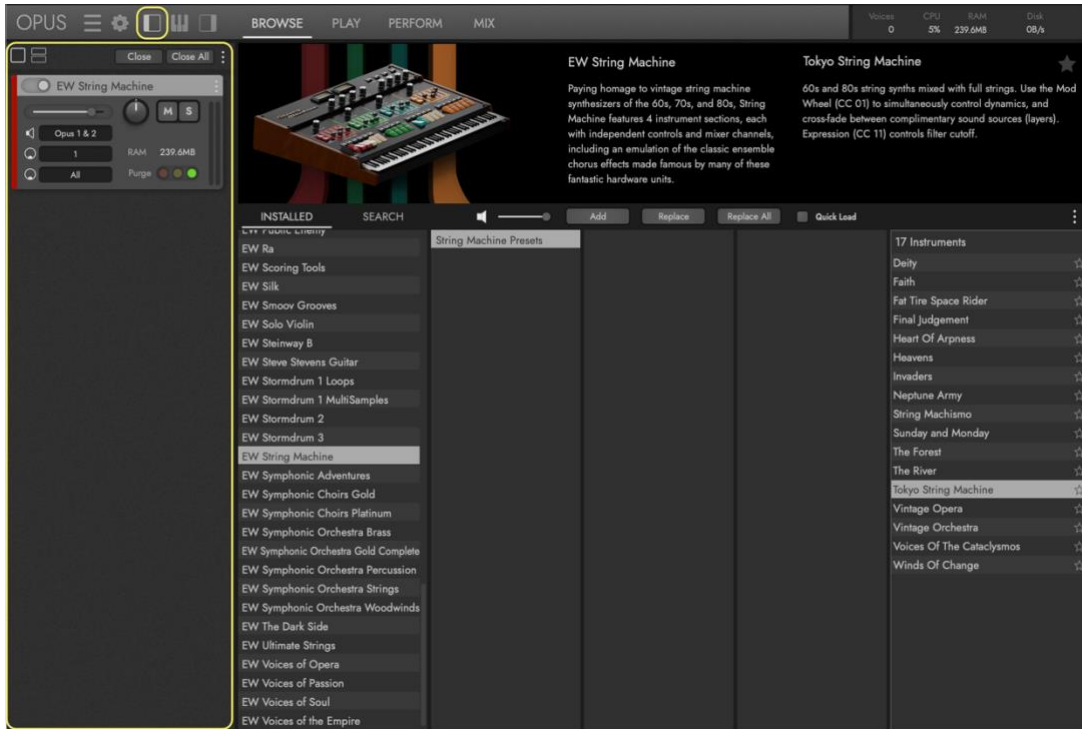 OPUS
BROWSE PLAY PERFORM MIX
Voices CPU RAM Disk
0 5% 239.6MB 0B/s
Close Close All
EW String Machine
M S
Opus 1 & 2
1 RAM 239.6MB
All Purge
EW String Machine
Paying homage to vintage string machine
synthesizers of the 60s, 70s, and 80s, String
Machine features 4 instrument sections, each
with independent controls and mixer channels,
including an emulation of the classic ensemble
chorus effects made famous by many of these
fantastic hardware units.
Tokyo String Machine
60s and 80s string synths mixed with full strings. Use the Mod
Wheel (CC 01) to simultaneously control dynamics, and
cross-fade between complimentary sound sources (layers).
Expression (CC 11) controls filter cutoff.
INSTALLED SEARCH Add Replace Replace All Quick Load
EW Public Enemy
EW Ra
EW Scoring Tools
EW Silk
EW Smoov Grooves
EW Solo Violin
EW Steinway B
EW Steve Stevens Guitar
EW Stormdrum 1 Loops
EW Stormdrum 1 MultiSamples
EW Stormdrum 2
EW Stormdrum 3
EW String Machine
EW Symphonic Adventures
EW Symphonic Choirs Gold
EW Symphonic Choirs Platinum
EW Symphonic Orchestra Brass
EW Symphonic Orchestra Gold Complete
EW Symphonic Orchestra Percussion
EW Symphonic Orchestra Strings
EW Symphonic Orchestra Woodwinds
EW The Dark Side
EW Ultimate Strings
EW Voices of Opera
EW Voices of Passion
EW Voices of Soul
EW Voices of the Empire
String Machine Presets
17 Instruments
Deity
Faith
Fat Tire Space Rider
Final Judgement
Heart Of Arpness
Heavens
Invaders
Neptune Army
String Machismo
Sunday and Monday
The Forest
The River
Tokyo String Machine
Vintage Opera
Vintage Orchestra
Voices Of The Cataclysmos
Winds Of Change